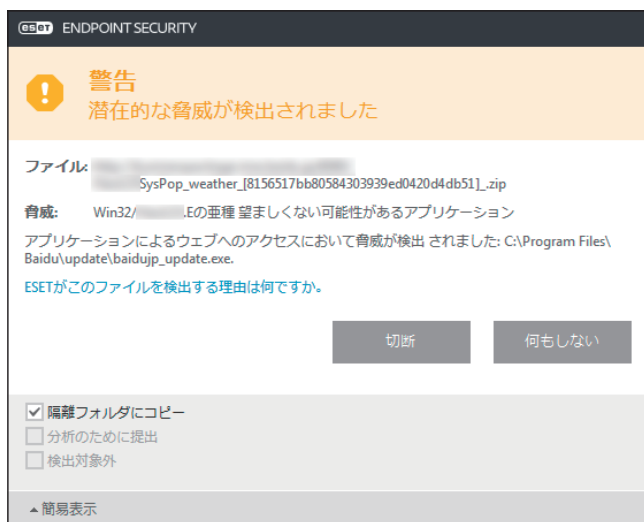 eset ENDPOINT SECURITY
警告
潜在的な脅威が検出されました
ファイル:
SysPop_weather_[8156517bb80584303939ed0420d4db51]_.zip
脅威: Win32/ .Eの亜種 望ましくない可能性があるアプリケーション
アプリケーションによるウェブへのアクセスにおいて脅威が検出 されました: C:\Program Files\
Baidu\update\baidujp_update.exe.
ESETがこのファイルを検出する理由は何ですか。
切断 何もしない
隔離フォルダにコピー
分析のために提出
検出対象外
簡易表示